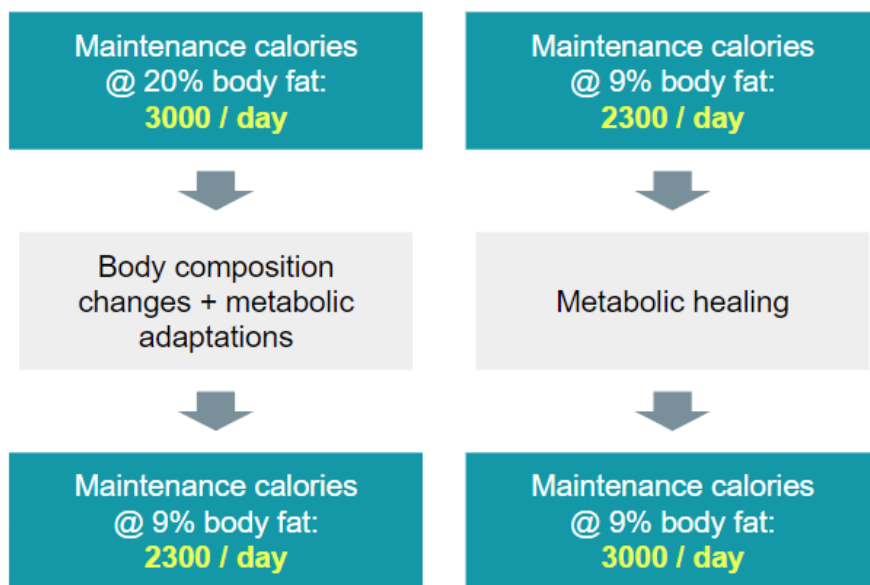 Maintenance calories
@ 20% body fat:
3000 / day
Body composition
changes + metabolic
adaptations
Maintenance calories
@ 9% body fat:
2300 / day
Maintenance calories
@ 9% body fat:
2300 / day
Metabolic healing
Maintenance calories
@ 9% body fat:
3000 / day